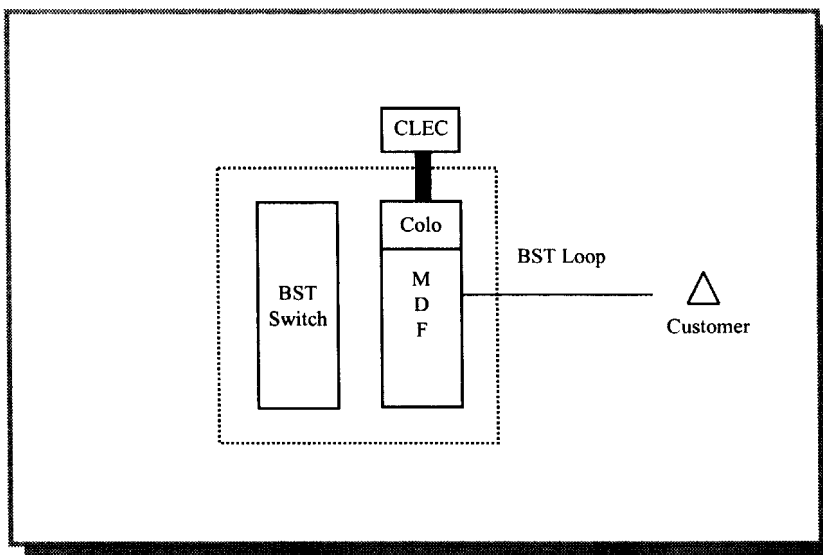 CLEC
Colo
BST Loop
M
D
F
BST
Switch
Customer